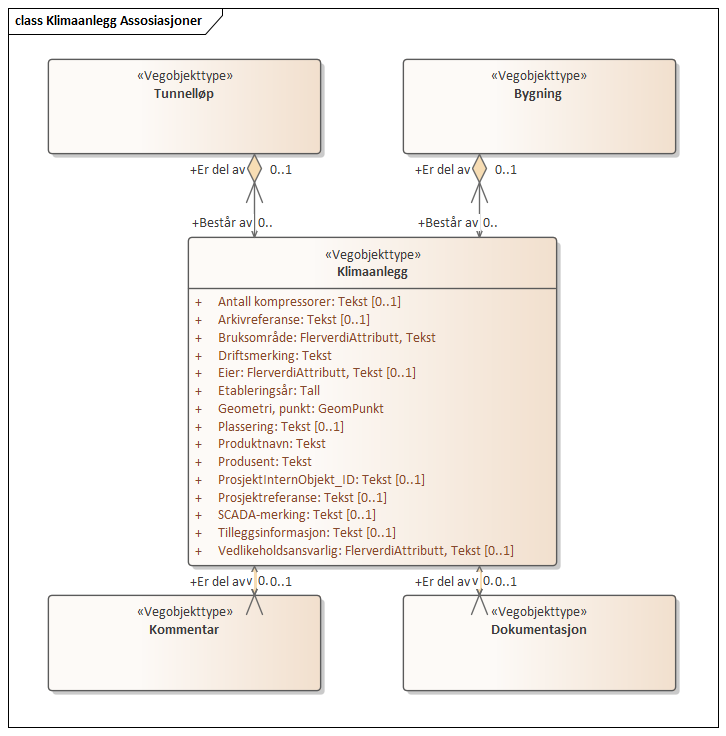 class Klimaanlegg Assosiasjoner
«Vegobjekttype»
Tunnelløp
«Vegobjekttype»
Bygning
+Er del av 0..1
+Er del av 0..1
+Består av 0..
+Består av 0..
«Vegobjekttype»
Klimaanlegg
+ Antall kompressorer: Tekst [0..1]
+ Arkivreferanse: Tekst [0..1]
+ Bruksområde: FlerverdiAttributt, Tekst
+ Driftsmerking: Tekst
+ Eier: FlerverdiAttributt, Tekst [0..1]
+ Etableringsår: Tall
+ Geometri, punkt: GeomPunkt
+ Plassering: Tekst [0..1]
+ Produktnavn: Tekst
+ Produsent: Tekst
+ ProsjektInternObjekt_ID: Tekst [0..1]
+ Prosjektreferanse: Tekst [0..1]
+ SCADA-merking: Tekst [0..1]
+ Tilleggsinformasjon: Tekst [0..1]
+ Vedlikeholdsansvarlig: FlerverdiAttributt, Tekst [0..1]
+Er del av v 0. 0..1
+Er del av v 0. 0..1
«Vegobjekttype»
Kommentar
«Vegobjekttype»
Dokumentasjon